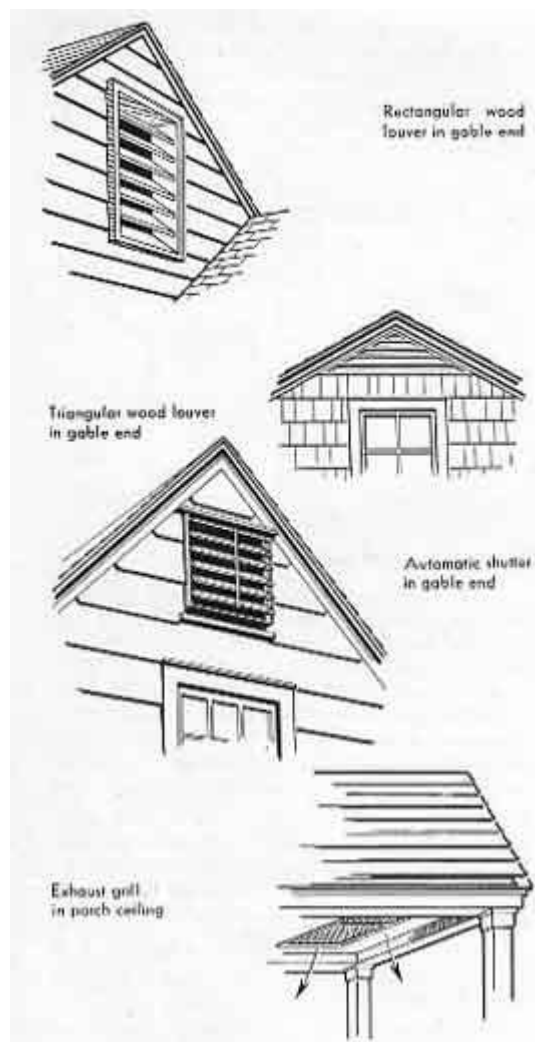 Rectangular wood
louver in gable end
Triangular wood louver
in gable end
Automatic shutter
in gable end
Exhaust grill
in porch ceiling